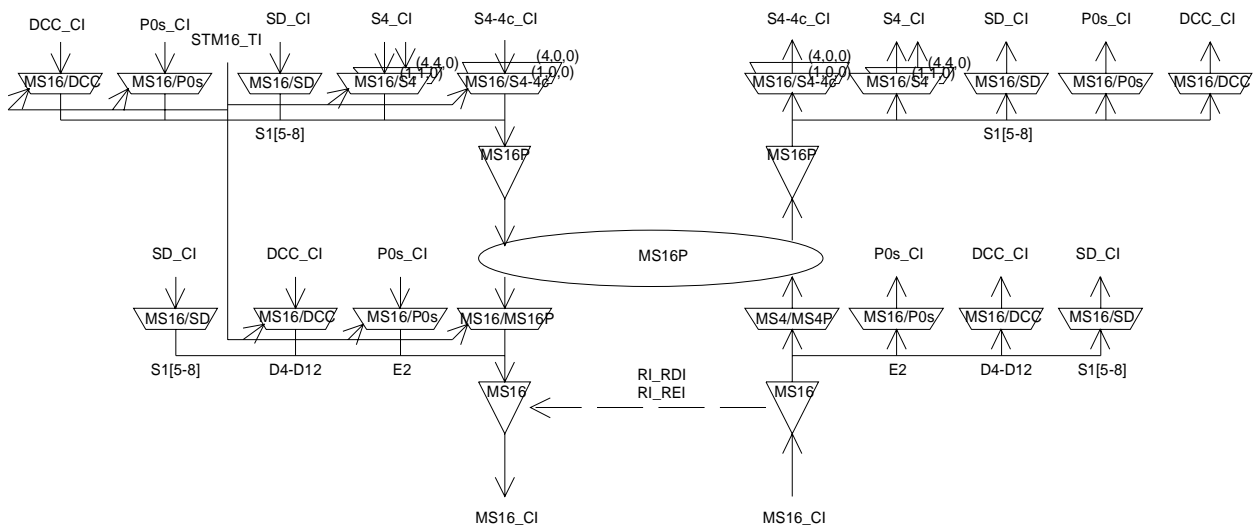 DCC_CI P0s_CI SD_CI S4_CI S4-4c_CI S4-4c_CI S4_CI SD_CI P0s_CI DCC_CI
STM16_TI
(4,4,0) (4,0,0) (4,0,0) (4,4,0)
(1,1,0) (1,0,0) (1,0,0) (1,1,0)
MS16/DCC MS16/P0s MS16/SD MS16/S4 MS16/S4-4c MS16/S4-4c MS16/S4 MS16/SD MS16/P0s MS16/DCC
S1[5-8] S1[5-8]
MS16P MS16P
MS16P
SD_CI DCC_CI P0s_CI P0s_CI DCC_CI SD_CI
MS16/SD MS16/DCC MS16/P0s MS16/MS16P MS4/MS4P MS16/P0s MS16/DCC MS16/SD
S1[5-8] D4-D12 E2 E2 D4-D12 S1[5-8]
RI_RDI
RI_REI
MS16 MS16
MS16_CI MS16_CI